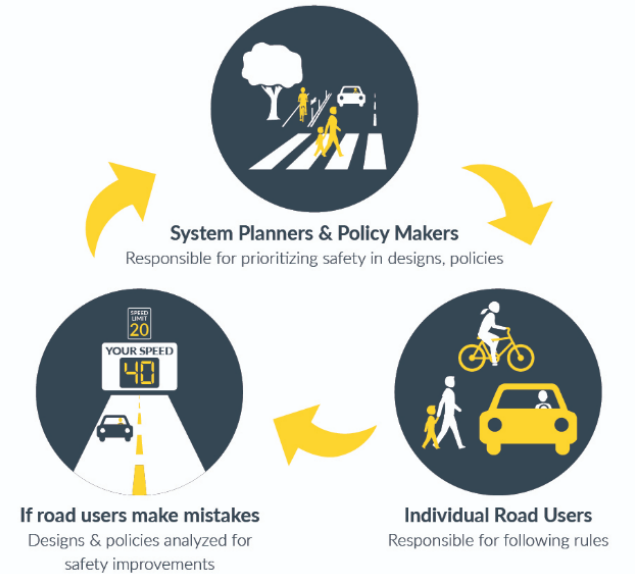 System Planners & Policy Makers
Responsible for prioritizing safety in designs, policies
SPEED
LIMIT
20
YOUR SPEED
40
If road users make mistakes
Designs & policies analyzed for
safety improvements
Individual Road Users
Responsible for following rules